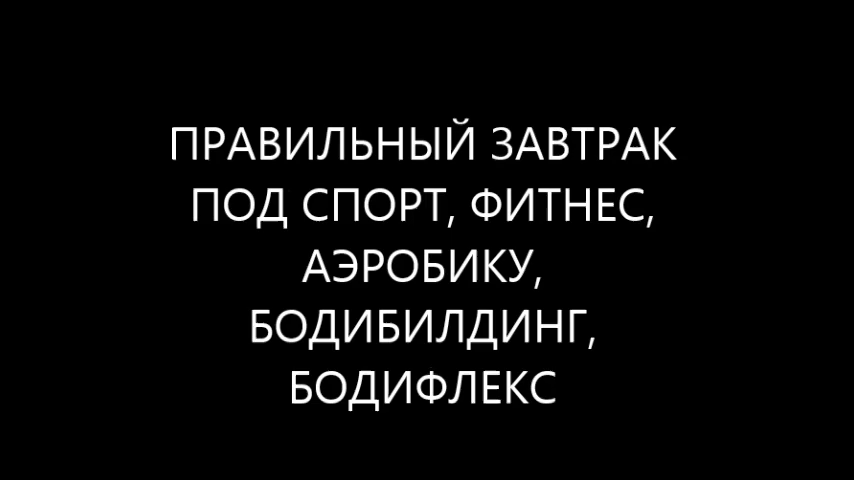 ПРАВИЛЬНЫЙ ЗАВТРАК
ПОД СПОРТ, ФИТНЕС,
АЭРОБИКУ,
БОДИБИЛДИНГ,
БОДИФЛЕКС